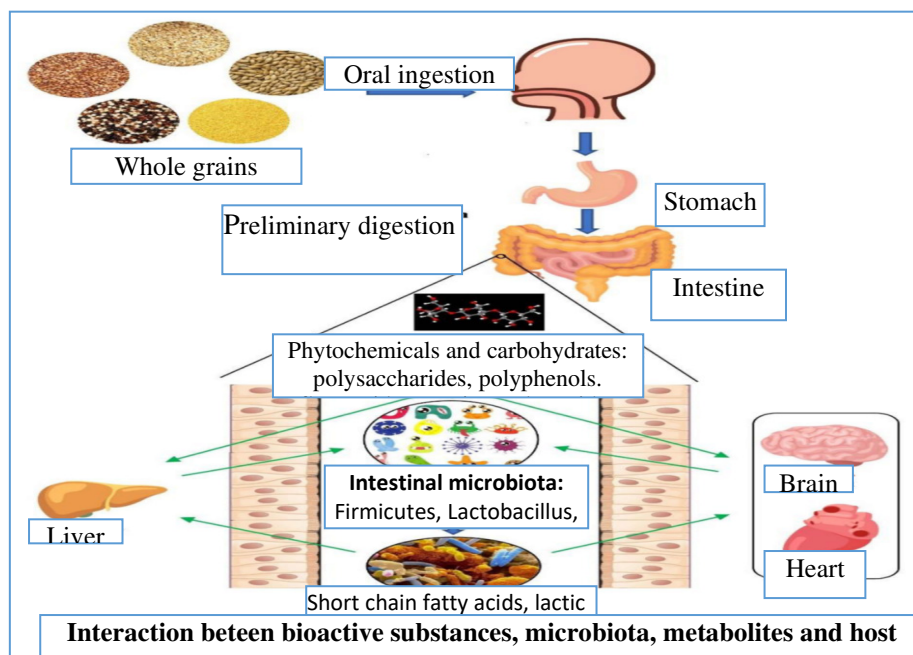 Oral ingestion
Whole grains
Stomach
Preliminary digestion
Intestine
Phytochemicals and carbohydrates:
polysaccharides, polyphenols.
Intestinal microbiota:
Firmicutes, Lactobacillus,
Brain
Liver
Heart
Short chain fatty acids, lactic
Interaction beteen bioactive substances, microbiota, metabolites and host